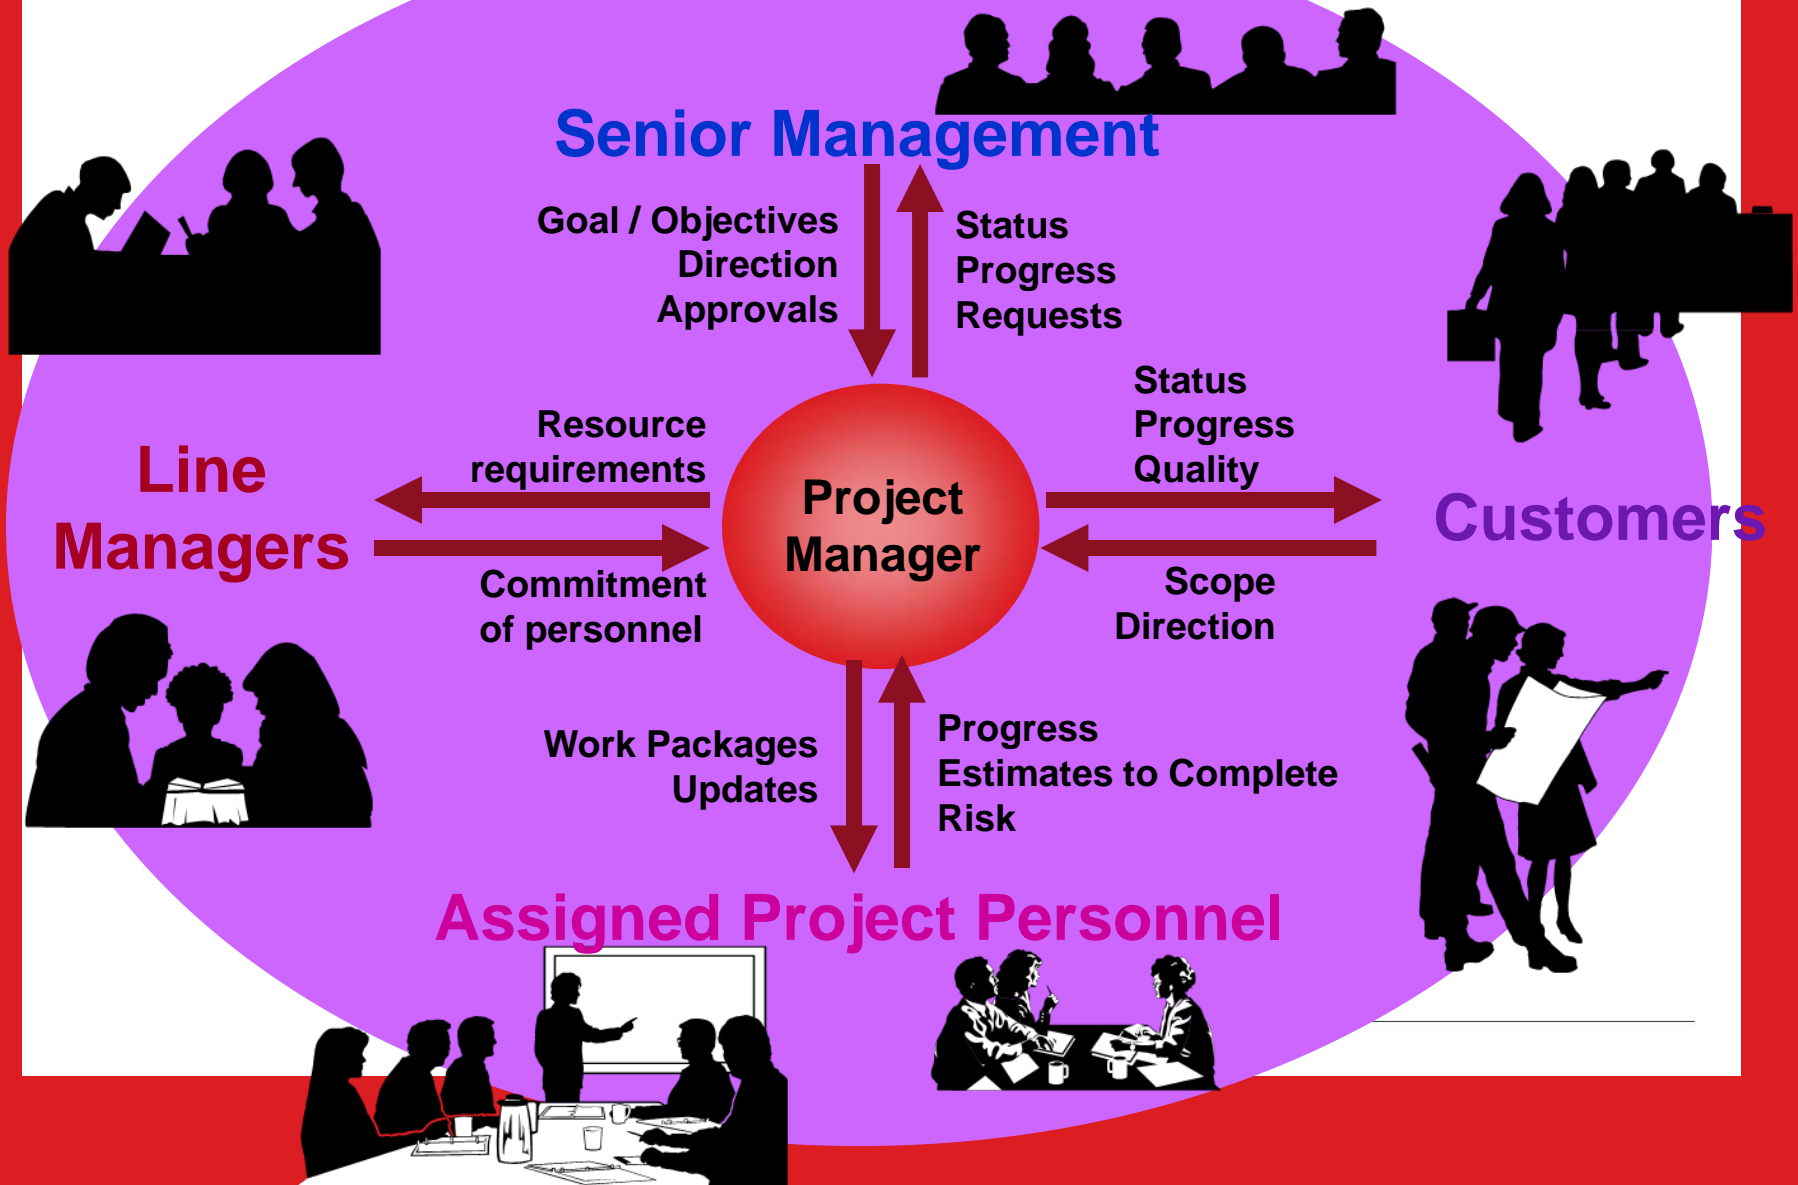 Senior Management
Goal / Objectives
Direction
Approvals
Status
Progress
Requests
Resource
requirements
Line
Managers
Commitment
of personnel
Project
Manager
Status
Progress
Quality
Customers
Scope
Direction
Work Packages
Updates
Progress
Estimates to Complete
Risk
Assigned Project Personnel